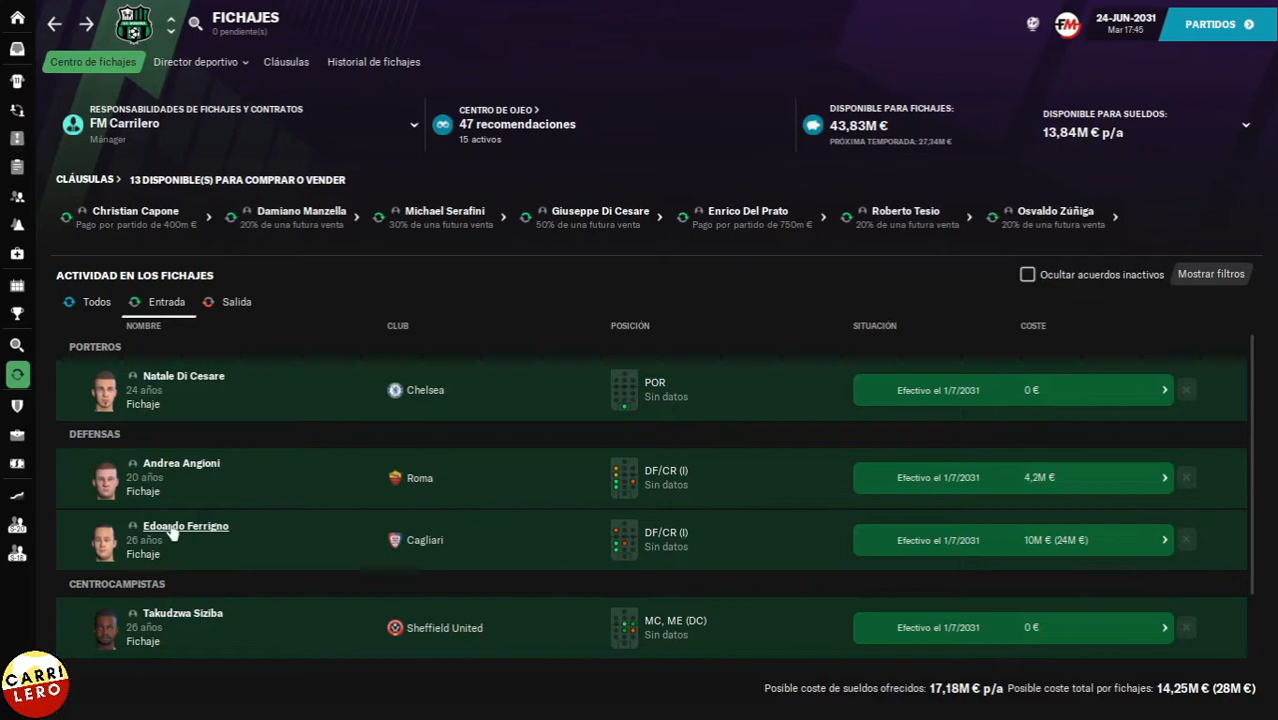 FICHAJES
0 pendiente(s)
24-JUN-2031
Mar 17:45
FM
PARTIDOS
Centro de fichajes
Director deportivo
Cláusulas
Historial de fichajes
RESPONSABILIDADES DE FICHAJES Y CONTRATOS
FM Carrilero
Mánager
CENTRO DE OJEO
47 recomendaciones
15 activos
DISPONIBLE PARA FICHAJES:
43,83M €
PRÓXIMA TEMPORADA: 27,34M €
DISPONIBLE PARA SUELDOS:
13,84M € p/a
CLÁUSULAS 13 DISPONIBLE(S) PARA COMPRAR O VENDER
Christian Capone
Pago por partido de 400m €
Damiano Manzella
20% de una futura venta
Michael Serafini
30% de una futura venta
Giuseppe Di Cesare
50% de una futura venta
Enrico Del Prato
Pago por partido de 750m €
Roberto Tesio
20% de una futura venta
Osvaldo Zúñiga
20% de una futura venta
ACTIVIDAD EN LOS FICHAJES
Ocultar acuerdos inactivos
Mostrar filtros
Todos
Entrada
Salida
NOMBRE CLUB POSICIÓN SITUACIÓN COSTE
PORTEROS
Natale Di Cesare
24 años
Fichaje
Chelsea
POR
Sin datos
Efectivo el 1/7/2031
0 €
DEFENSAS
Andrea Angioni
20 años
Fichaje
Roma
DF/CR (I)
Sin datos
Efectivo el 1/7/2031
4,2M €
Edoardo Ferrigno
26 años
Fichaje
Cagliari
DF/CR (I)
Sin datos
Efectivo el 1/7/2031
10M € (24M €)
CENTROCAMPISTAS
Takudzwa Siziba
26 años
Fichaje
Sheffield United
MC, ME (DC)
Sin datos
Efectivo el 1/7/2031
0 €
S-20
S-18
CARRI
LERO
Posible coste de sueldos ofrecidos: 17,18M € p/a Posible coste total por fichajes: 14,25M € (28M €)